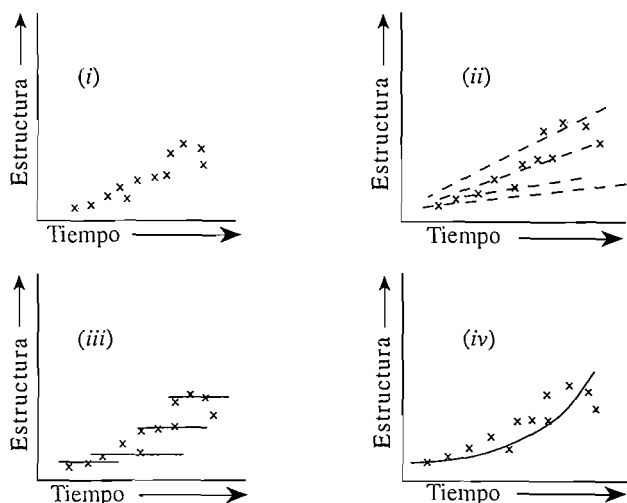 Estructura
(i)
Tiempo
Estructura
(ii)
Tiempo
Estructura
(iii)
Tiempo
Estructura
(iv)
Tiempo